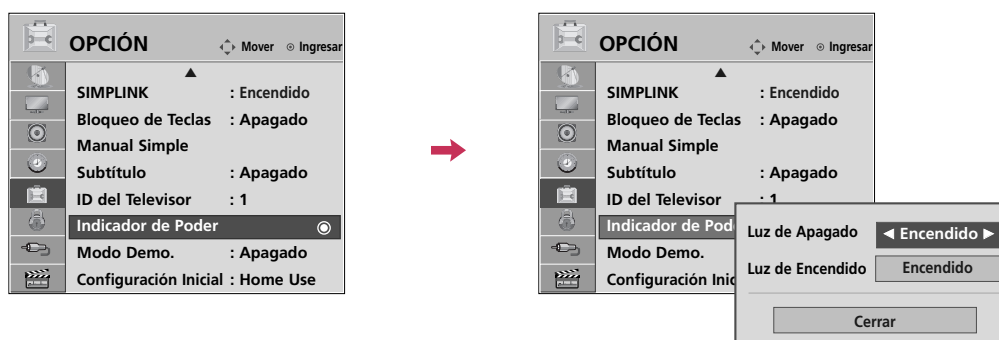 OPCIÓN Mover Ingresar
SIMPLINK : Encendido
Bloqueo de Teclas : Apagado
Manual Simple
Subtítulo : Apagado
ID del Televisor : 1
Indicador de Poder
Modo Demo. : Apagado
Configuración Inicial : Home Use
OPCIÓN Mover Ingresar
SIMPLINK : Encendido
Bloqueo de Teclas : Apagado
Manual Simple
Subtítulo : Apagado
ID del Televisor : 1
Indicador de Pod
Modo Demo.
Configuración Inic
Luz de Apagado ◀ Encendido ▶
Luz de Encendido Encendido
Cerrar